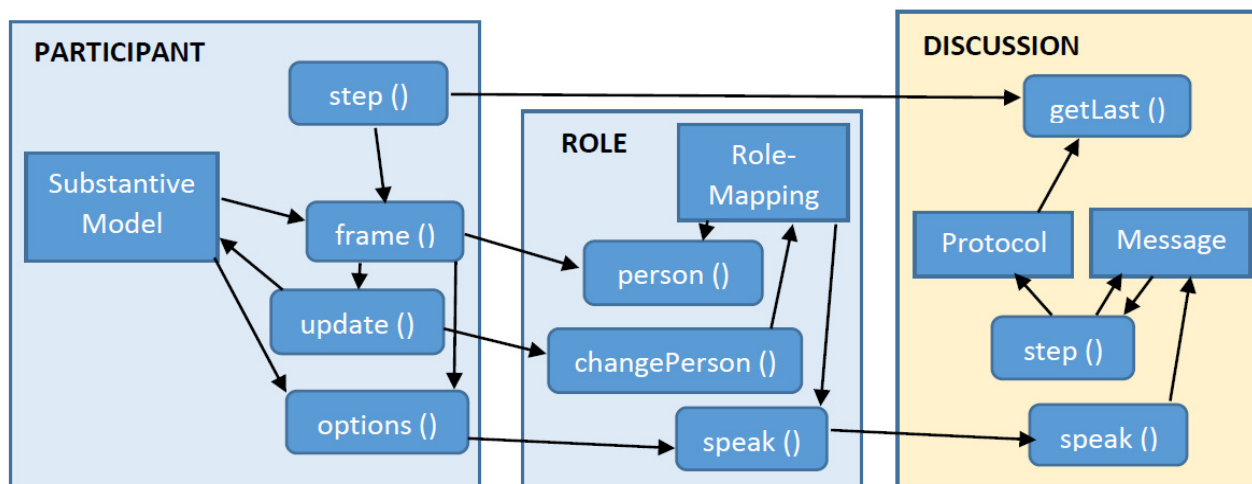 PARTICIPANT
step ()
Substantive
Model
frame ()
update ()
options ()
ROLE
Role-
Mapping
person ()
changePerson ()
speak ()
DISCUSSION
getLast ()
Protocol
Message
step ()
speak ()